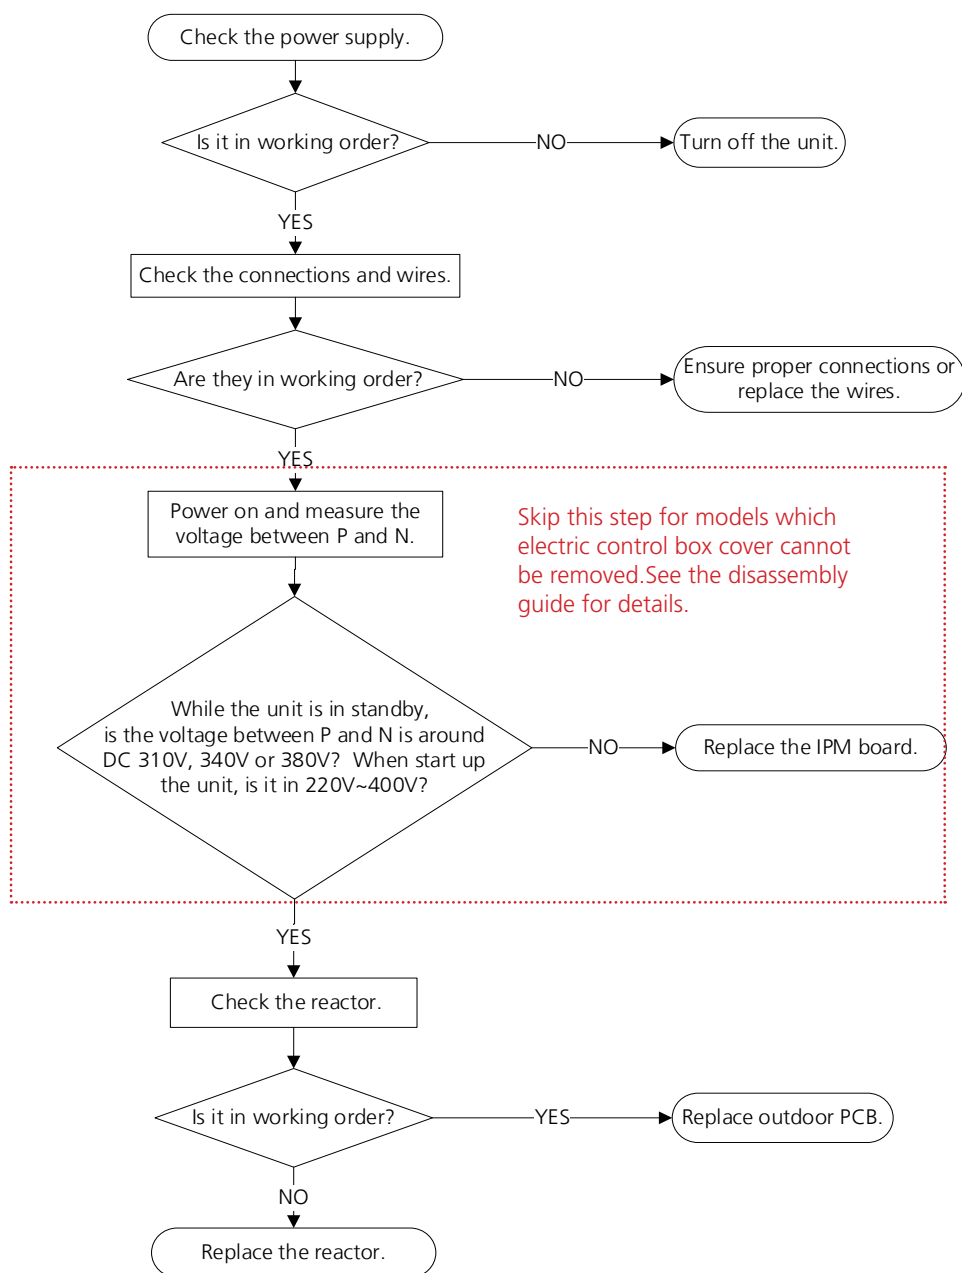 Check the power supply.
Is it in working order?
NO
Turn off the unit.
YES
Check the connections and wires.
Are they in working order?
NO
Ensure proper connections or
replace the wires.
YES
Power on and measure the
voltage between P and N.
Skip this step for models which
electric control box cover cannot
be removed.See the disassembly
guide for details.
While the unit is in standby,
is the voltage between P and N is around
DC 310V, 340V or 380V? When start up
the unit, is it in 220V~400V?
NO
Replace the IPM board.
YES
Check the reactor.
Is it in working order?
YES
Replace outdoor PCB.
NO
Replace the reactor.